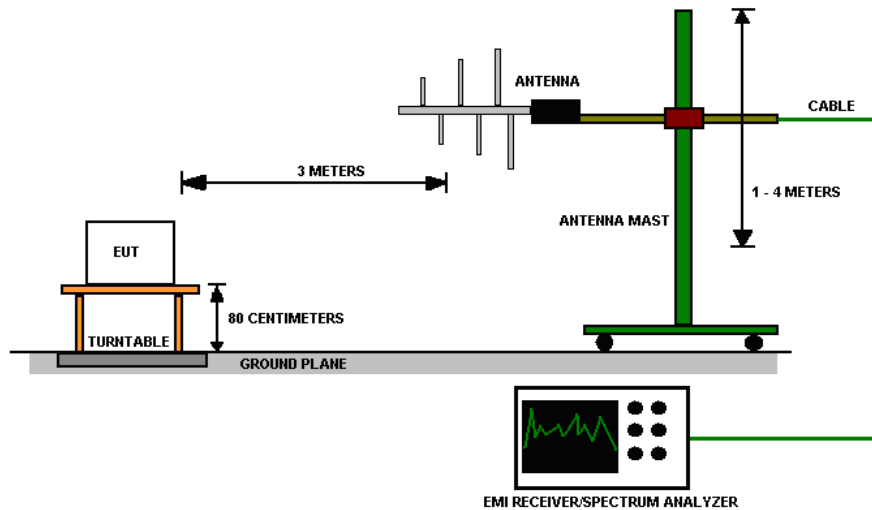 ANTENNA
CABLE
3 METERS
1 - 4 METERS
ANTENNA MAST
EUT
80 CENTIMETERS
TURNTABLE
GROUND PLANE
EMI RECEIVER/SPECTRUM ANALYZER